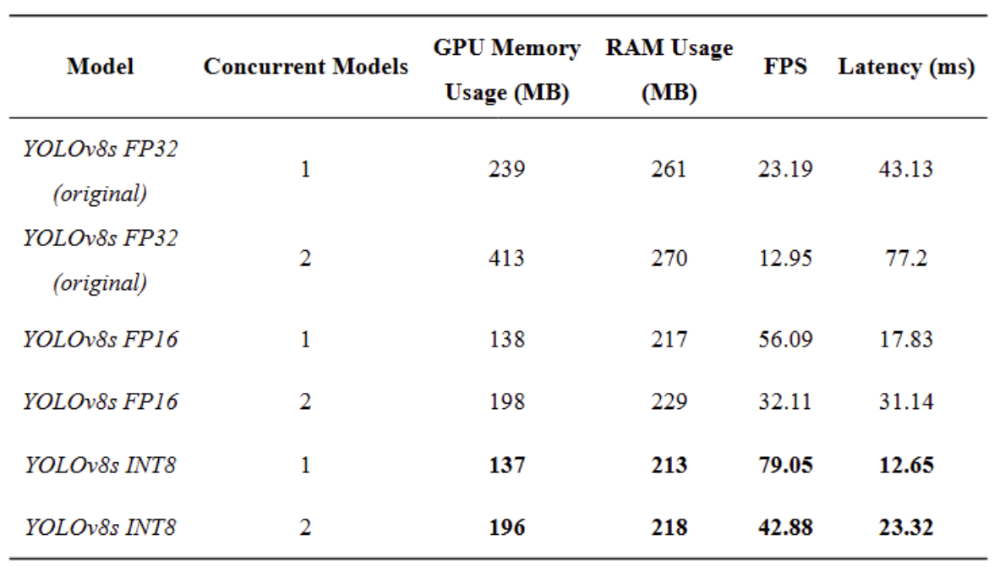 Model Concurrent Models GPU Memory Usage (MB) RAM Usage (MB) FPS Latency (ms)
YOLOv8s FP32 (original) 1 239 261 23.19 43.13
YOLOv8s FP32 (original) 2 413 270 12.95 77.2
YOLOv8s FP16 1 138 217 56.09 17.83
YOLOv8s FP16 2 198 229 32.11 31.14
YOLOv8s INT8 1 137 213 79.05 12.65
YOLOv8s INT8 2 196 218 42.88 23.32